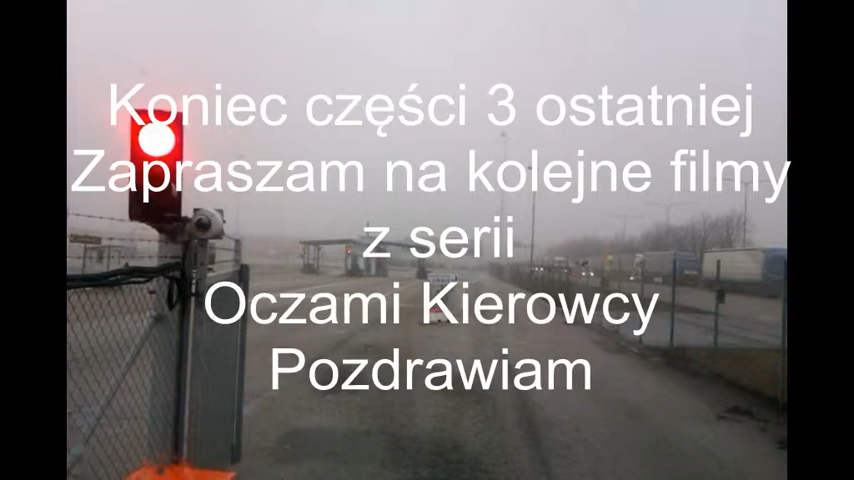 Koniec części 3 ostatniej
Zapraszam na kolejne filmy
z serii
Oczami Kierowcy
Pozdrawiam